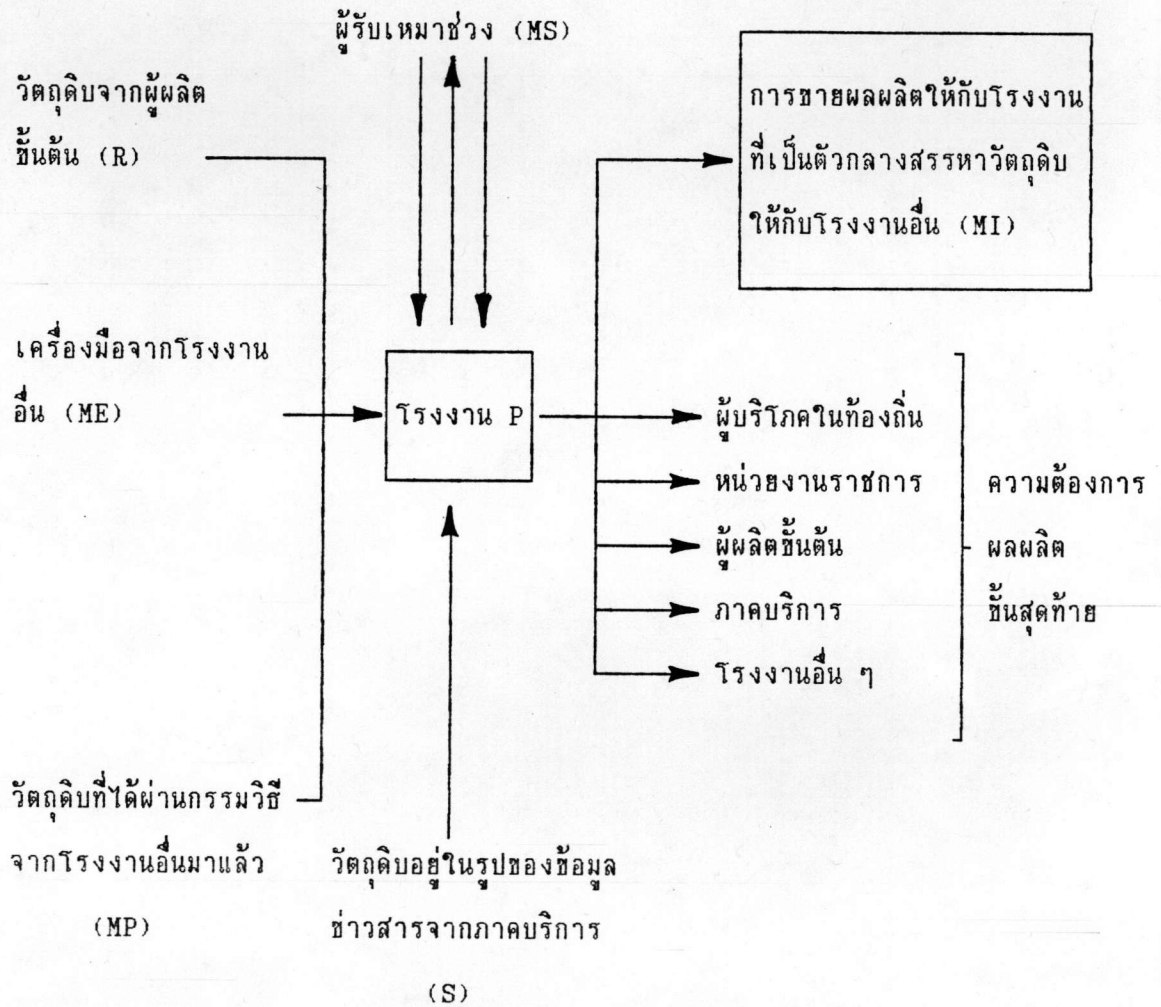 ผู้รับเหมาช่วง (MS)
วัตถุดิบจากผู้ผลิต
ขั้นต้น (R)
การขายผลผลิตให้กับโรงงาน
ที่เป็นตัวกลางสรรหาวัตถุดิบ
ให้กับโรงงานอื่น (MI)
เครื่องมือจากโรงงาน
อื่น (ME)
โรงงาน P
ผู้บริโภคในท้องถิ่น
หน่วยงานราชการ
ผู้ผลิตขั้นต้น
ภาคบริการ
โรงงานอื่น ๆ
ความต้องการ
ผลผลิต
ขั้นสุดท้าย
วัตถุดิบที่ได้ผ่านกรรมวิธี
จากโรงงานอื่นมาแล้ว
(MP)
วัตถุดิบอยู่ในรูปของข้อมูล
ข่าวสารจากภาคบริการ
(S)